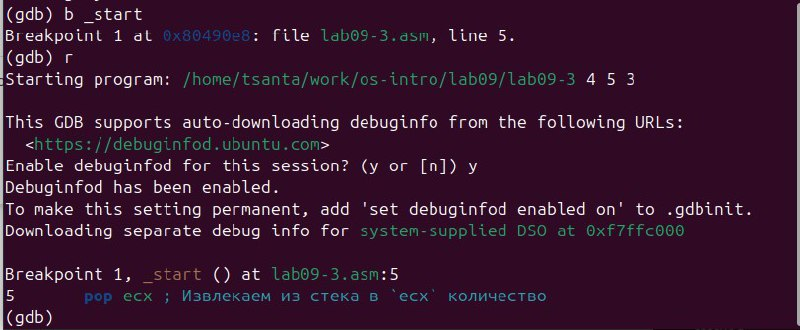 (gdb) b _start
Breakpoint 1 at 0x80490e8: file lab09-3.asm, line 5.
(gdb) r
Starting program: /home/tsanta/work/os-intro/lab09/lab09-3 4 5 3
This GDB supports auto-downloading debuginfo from the following URLs:
<https://debuginfod.ubuntu.com>
Enable debuginfod for this session? (y or [n]) y
Debuginfod has been enabled.
To make this setting permanent, add 'set debuginfod enabled on' to .gdbinit.
Downloading separate debug info for system-supplied DSO at 0xf7ffc000
Breakpoint 1, _start () at lab09-3.asm:5
5 pop ecx ; Извлекаем из стека в `ecx` количество
(gdb)